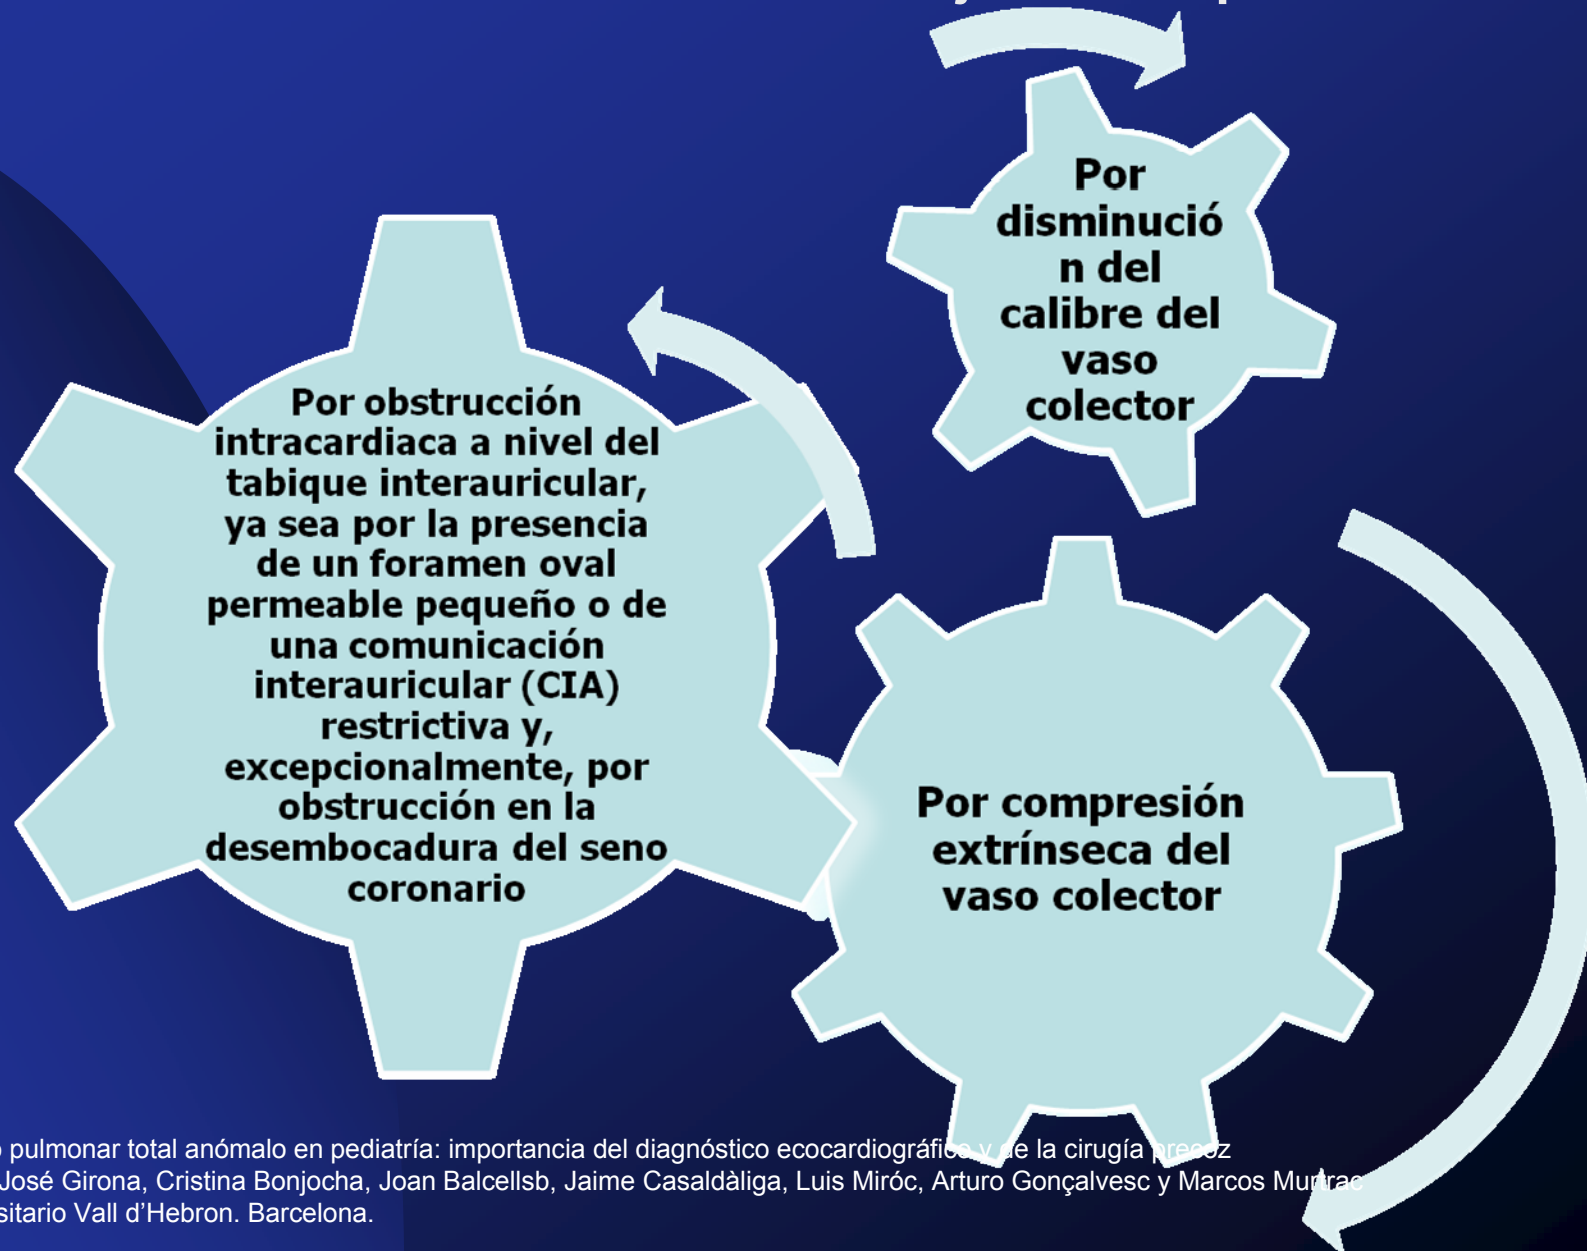 Por
disminució
n del
calibre del
vaso
colector
Por obstrucción
intracardiaca a nivel del
tabique interauricular,
ya sea por la presencia
de un foramen oval
permeable pequeño o de
una comunicación
interauricular (CIA)
restrictiva y,
excepcionalmente, por
obstrucción en la
desembocadura del seno
coronario
Por compresión
extrínseca del
vaso colector
pulmonar total anómalo en pediatría: importancia del diagnóstico ecocardiográfico y de la cirugía precoz
José Girona, Cristina Bonjocha, Joan Balcellsb, Jaime Casaldàliga, Luis Miróc, Arturo Gonçalvesc y Marcos Murtrac
sitario Vall d'Hebron. Barcelona.